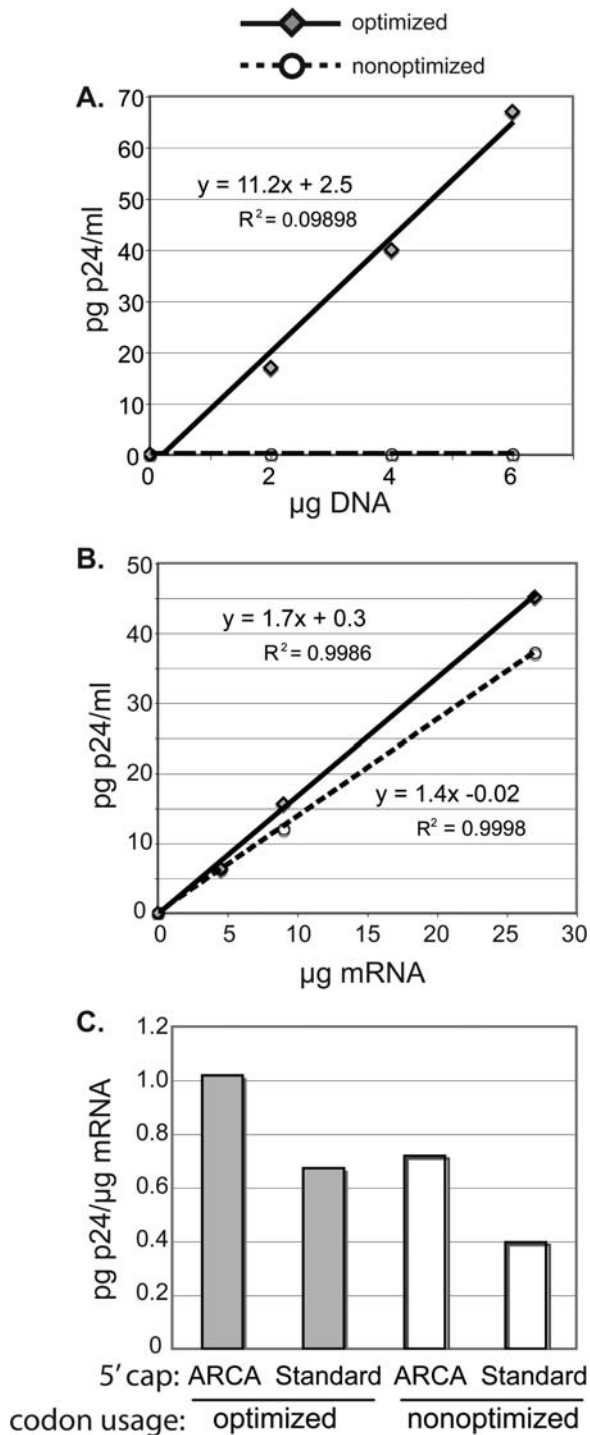 optimized
nonoptimized
A.
70
60
50
40
30
20
10
0
pg p24/ml
y = 11.2x + 2.5
R² = 0.09898
0 2 4 6
µg DNA
B.
50
40
30
20
10
0
pg p24/ml
y = 1.7x + 0.3
R² = 0.9986
y = 1.4x -0.02
R² = 0.9998
0 5 10 15 20 25 30
µg mRNA
C.
1.2
1.0
0.8
0.6
0.4
0.2
0
pg p24/µg mRNA
5′ cap: ARCA Standard ARCA Standard
codon usage: optimized nonoptimized